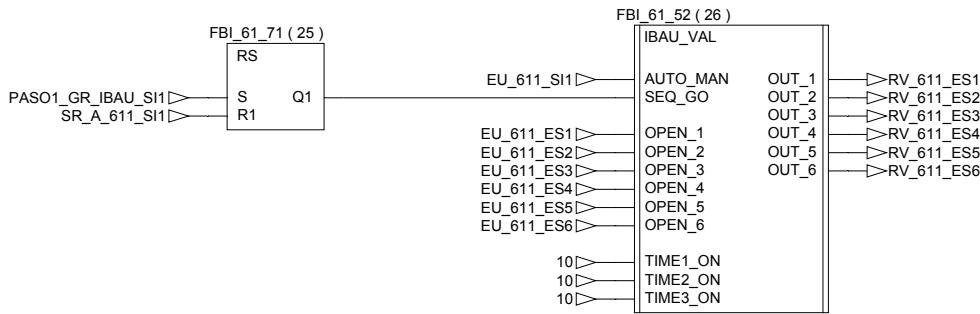 FBI_61_52 ( 26 )
FBI_61_71 ( 25 )
IBAU_VAL
RS
EU_611_SI1 AUTO_MAN OUT_1 RV_611_ES1
PASO1_GR_IBAU_SI1 S Q1 SEQ_GO OUT_2 RV_611_ES2
SR_A_611_SI1 R1 OUT_3 RV_611_ES3
EU_611_ES1 OPEN_1 OUT_4 RV_611_ES4
EU_611_ES2 OPEN_2 OUT_5 RV_611_ES5
EU_611_ES3 OPEN_3 OUT_6 RV_611_ES6
EU_611_ES4 OPEN_4
EU_611_ES5 OPEN_5
EU_611_ES6 OPEN_6
10 TIME1_ON
10 TIME2_ON
10 TIME3_ON